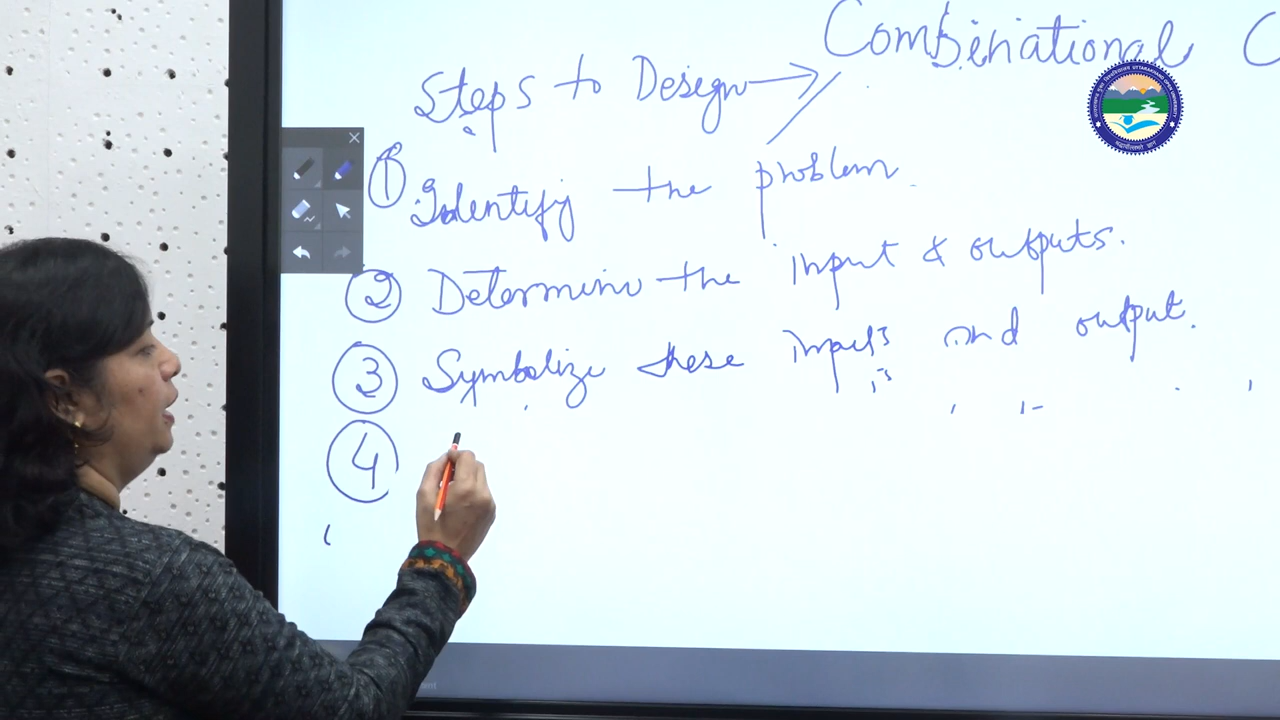 Combinational C
Steps to Design →
① Identify the problem
② Determine the input & outputs.
③ Symbolize these inputs and output.
④